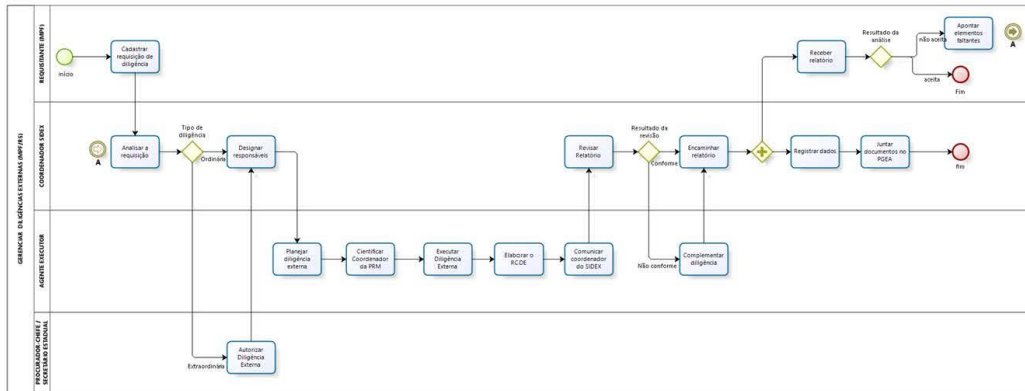 GERENCIAR DILIGÊNCIAS EXTERNAS (MPF/RS)
REQUISITANTE (MPF)
início
Cadastrar
requisição de
diligência
Receber
relatório
Resultado da
análise
não aceita
Apontar
elementos
faltantes
A
aceita
Fim
COORDENADOR SIDEX
A
Analisar a
requisição
Tipo de
diligência
Ordinária
Designar
responsáveis
Revisar
Relatório
Resultado da
revisão
Conforme
Encaminhar
relatório
Registrar dados
Juntar
documentos no
PGEA
fim
AGENTE EXECUTOR
Planejar
diligência
externa
Cientificar
Coordenador
da PRM
Executar
Diligência
Externa
Elaborar o
RCDE
Comunicar
coordenador
do SIDEX
Não conforme
Complementar
diligência
PROCURADOR-CHEFE /
SECRETÁRIO ESTADUAL
Extraordinária
Autorizar
Diligência
Externa